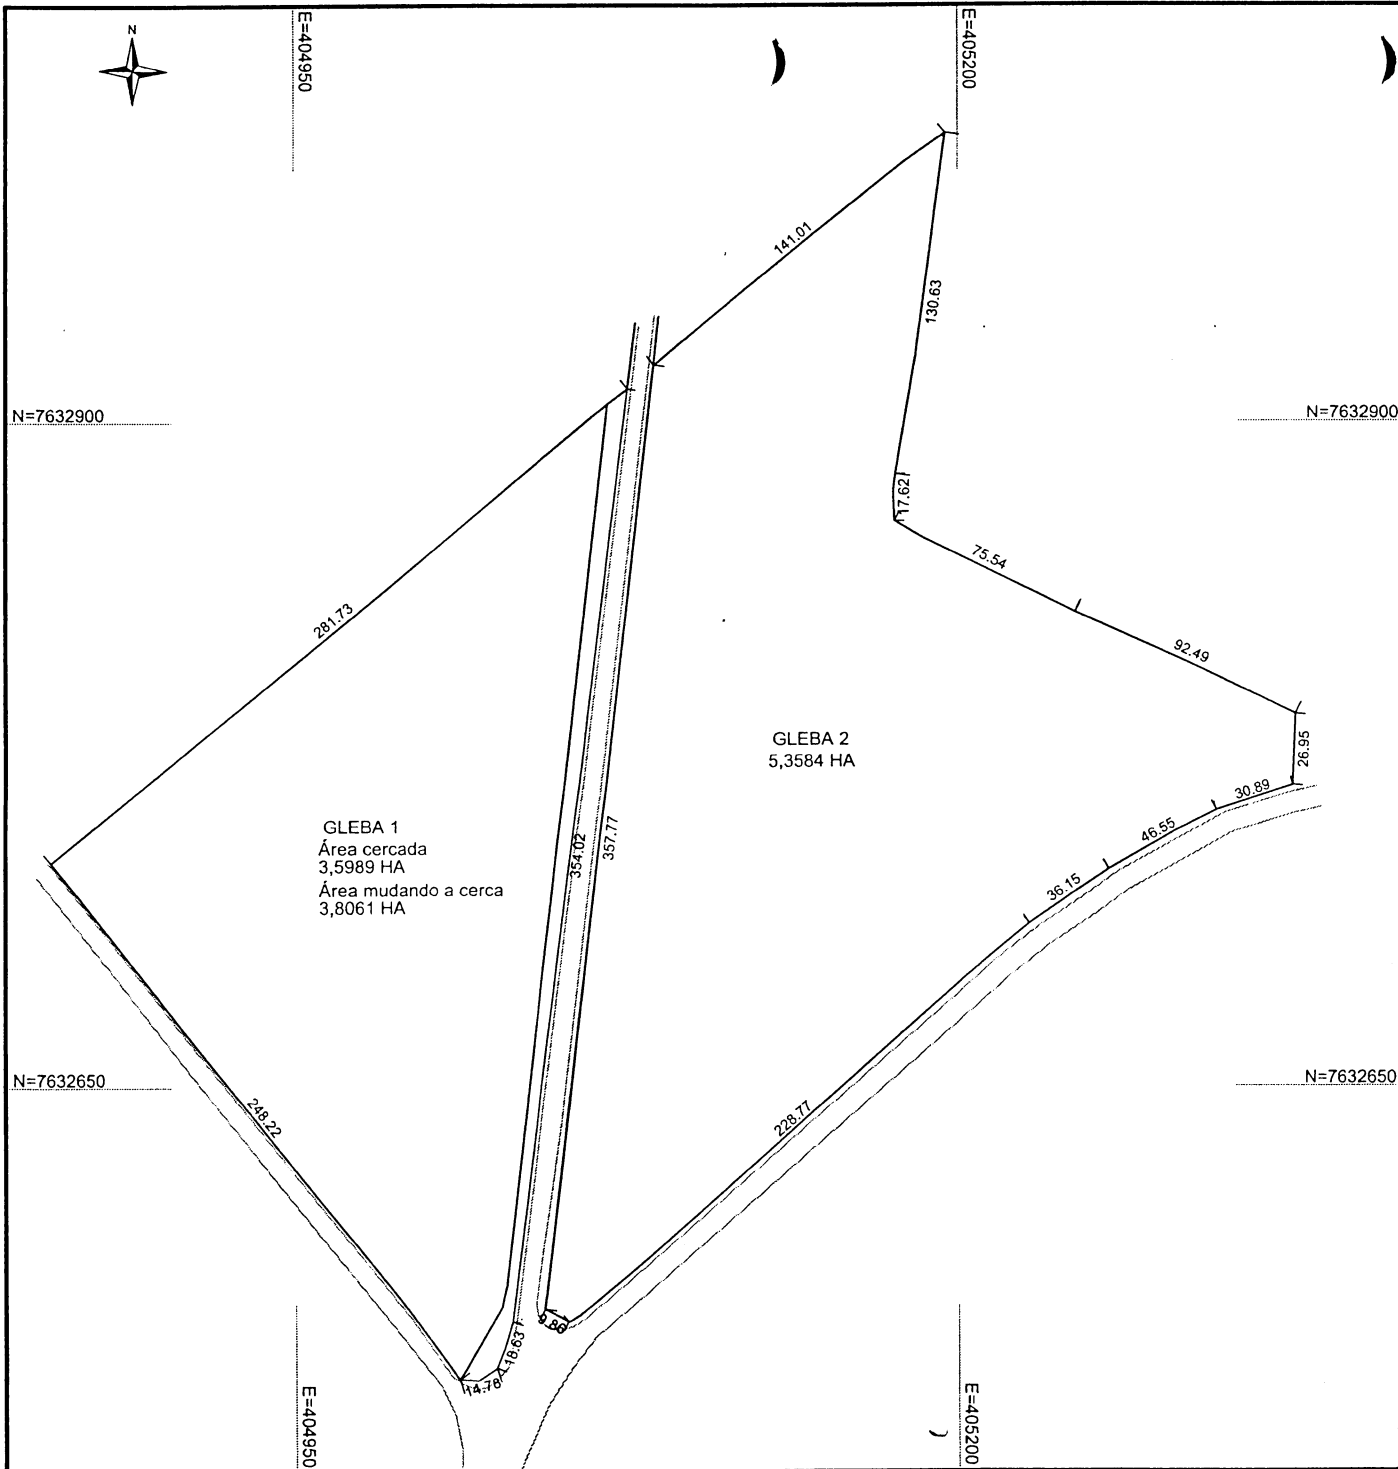 N
E=404950
E=405200
141.01
130.63
N=7632900
N=7632900
17.62
75.54
281.73
92.49
GLEBA 2
5,3584 HA
26.95
30.89
GLEBA 1
Área cercada
3,5989 HA
Área mudando a cerca
3,8061 HA
354.02
357.77
46.55
36.15
N=7632650
N=7632650
248.22
228.77
9.86
18.63
14.78
E=404950
E=405200